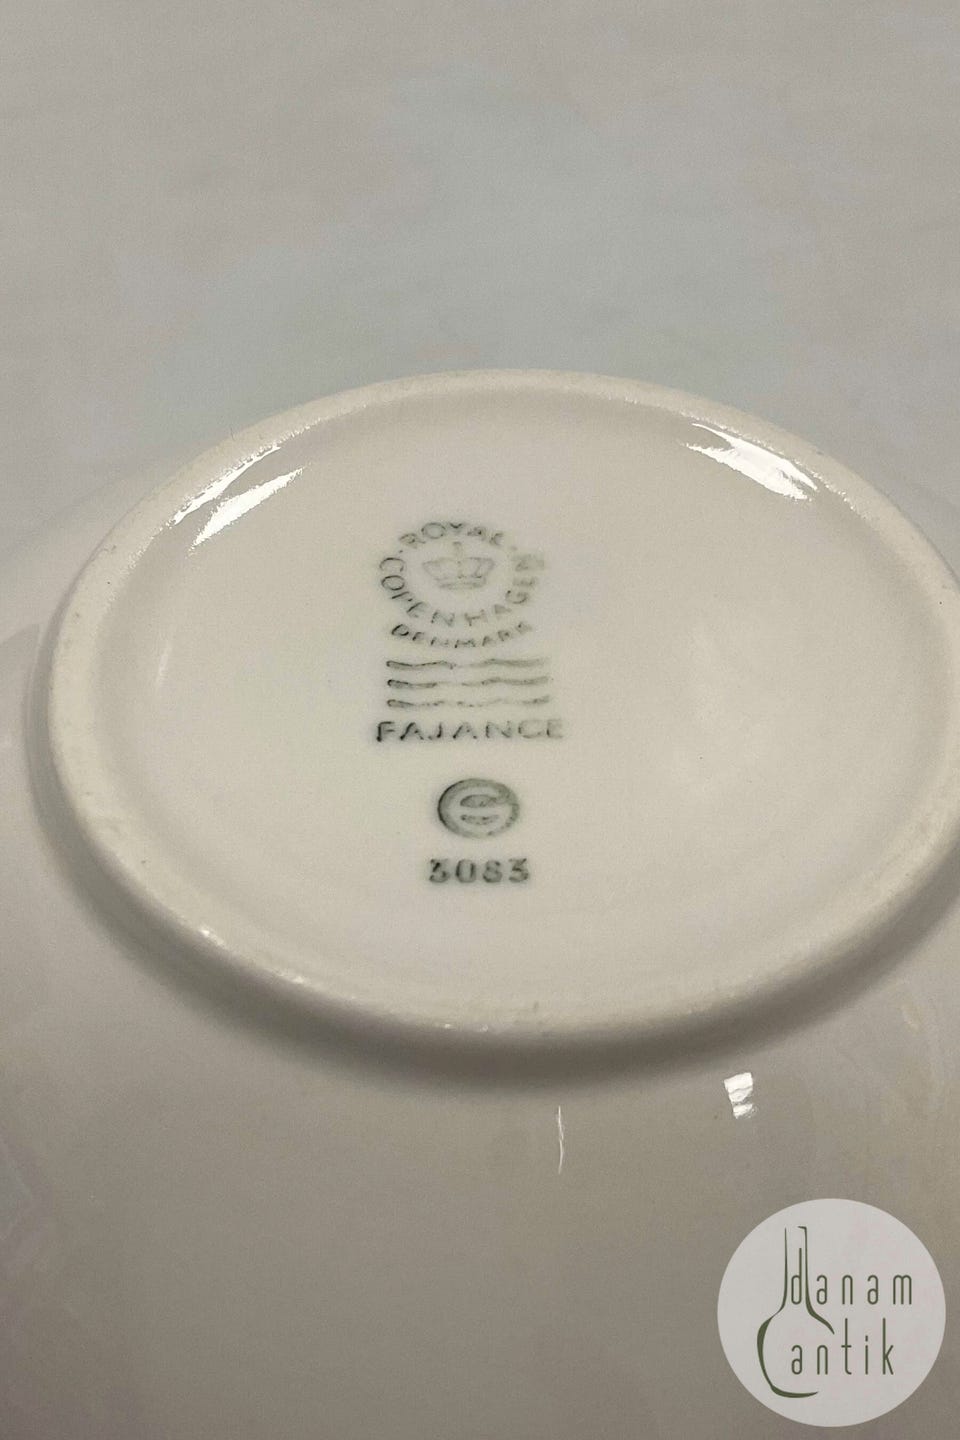 ROYAL
COPENHAGEN
DENMARK
FAJANCE
3083
danam
antik